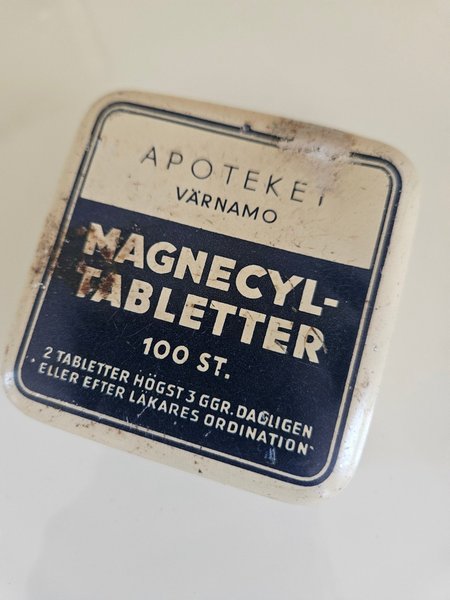 APOTEKET
VÄRNAMO
MAGNECYL-
TABLETTER
100 ST.
2 TABLETTER HÖGST 3 GGR. DAGLIGEN
ELLER EFTER LÄKARES ORDINATION